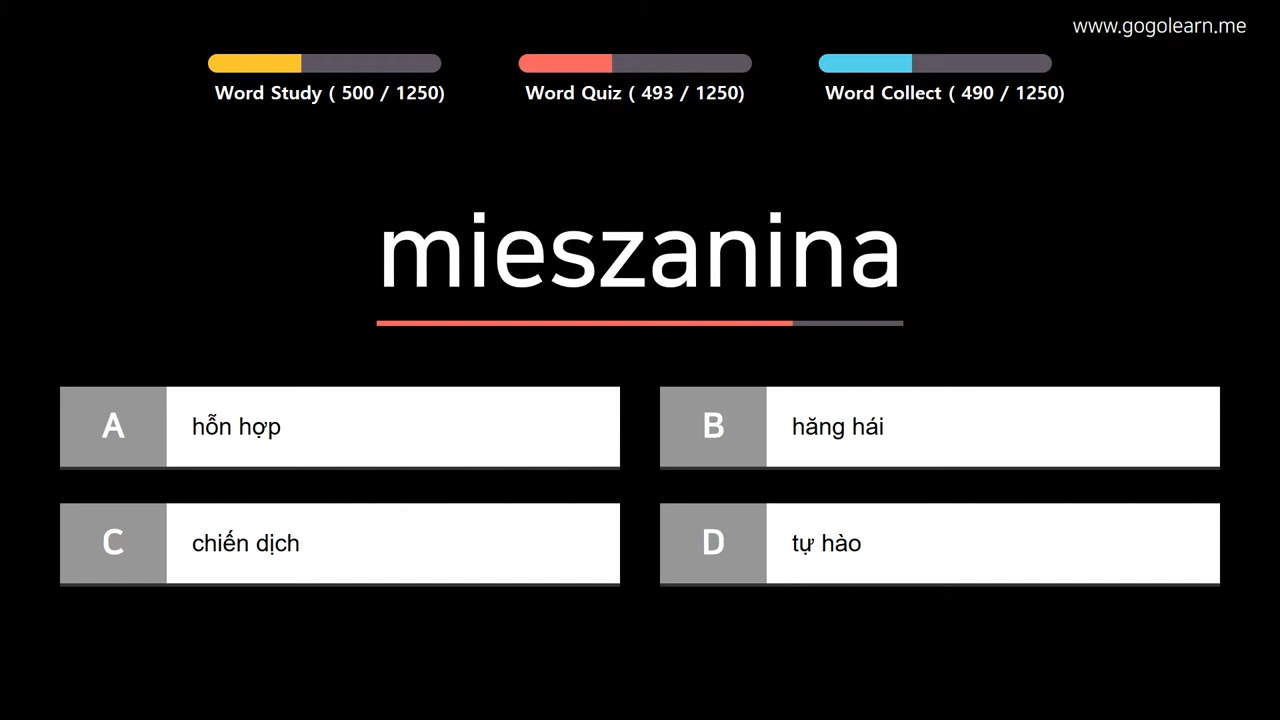 www.gogolearn.me
Word Study ( 500 / 1250)
Word Quiz ( 493 / 1250)
Word Collect ( 490 / 1250)
mieszanina
A hỗn hợp
B hăng hái
C chiến dịch
D tự hào